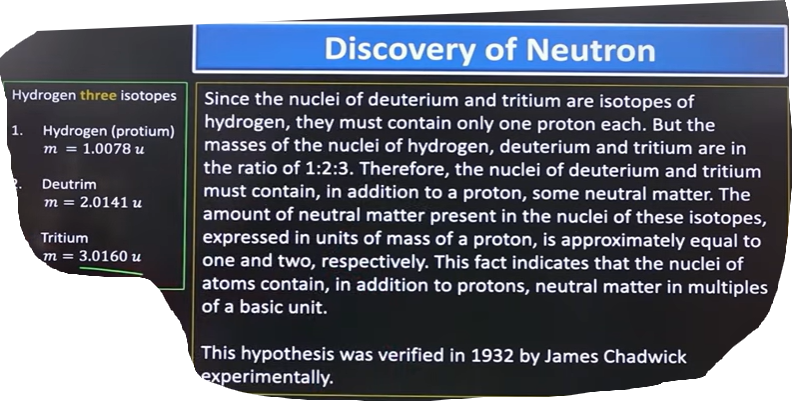 Discovery of Neutron
Hydrogen three isotopes
1. Hydrogen (protium)
m = 1.0078 u
Deutrim
m = 2.0141 u
Tritium
m = 3.0160 u
Since the nuclei of deuterium and tritium are isotopes of
hydrogen, they must contain only one proton each. But the
masses of the nuclei of hydrogen, deuterium and tritium are in
the ratio of 1:2:3. Therefore, the nuclei of deuterium and tritium
must contain, in addition to a proton, some neutral matter. The
amount of neutral matter present in the nuclei of these isotopes,
expressed in units of mass of a proton, is approximately equal to
one and two, respectively. This fact indicates that the nuclei of
atoms contain, in addition to protons, neutral matter in multiples
of a basic unit.
This hypothesis was verified in 1932 by James Chadwick
experimentally.